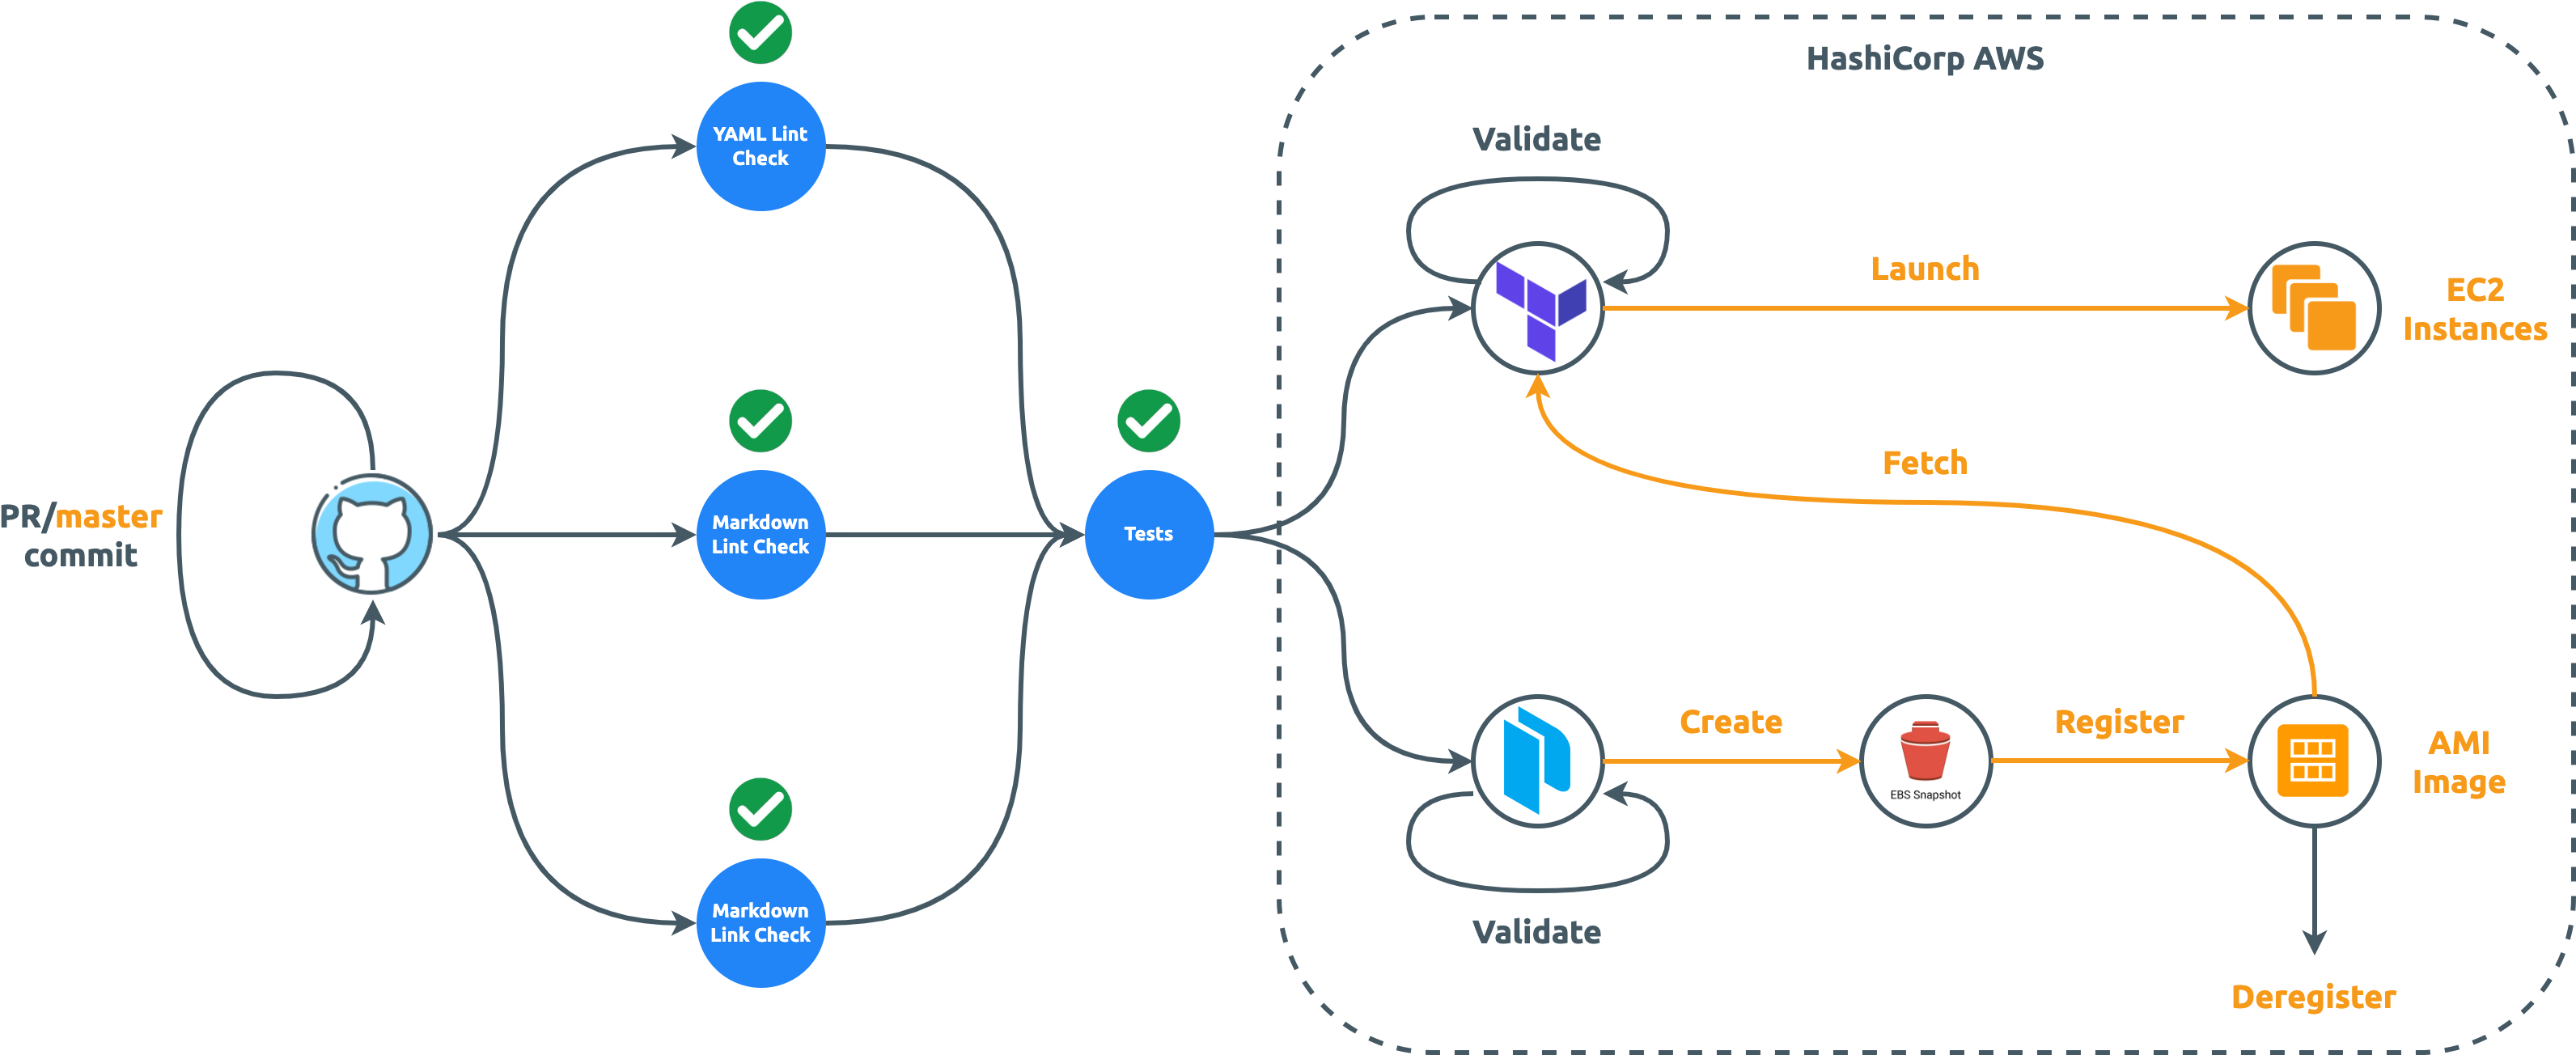 HashiCorp AWS
YAML Lint
Check
Validate
Launch
EC2
Instances
Fetch
PR/master
commit
Markdown
Lint Check
Tests
Create
Register
EBS Snapshot
AMI
Image
Markdown
Link Check
Validate
Deregister